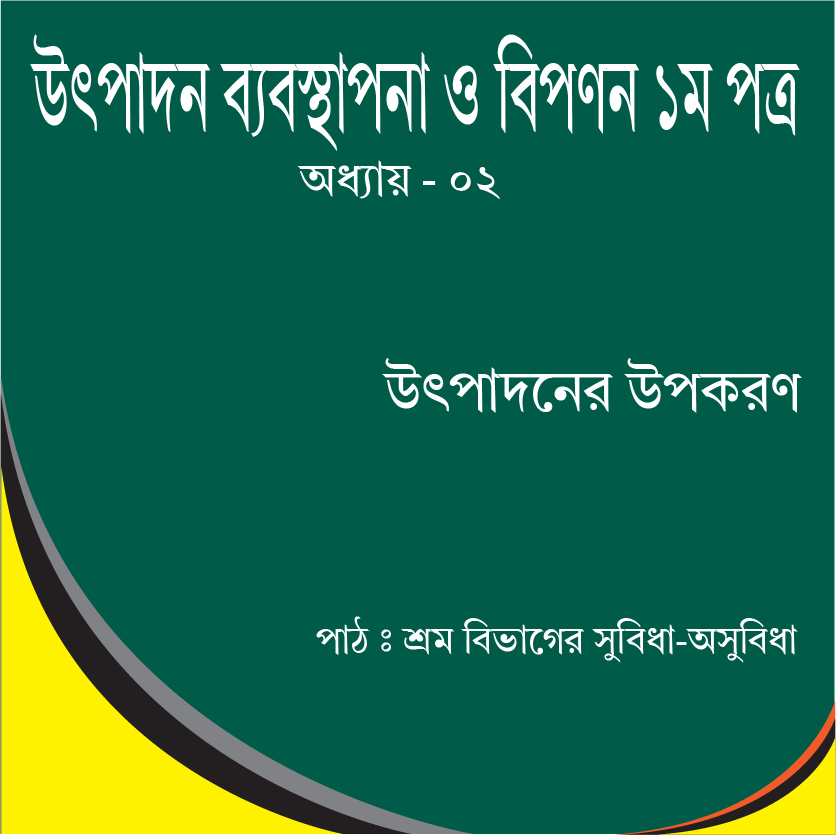 উৎপাদন ব্যবস্থাপনা ও বিপণন ১ম পত্র
অধ্যায় - ০২
উৎপাদনের উপকরণ
পাঠ ঃ শ্রম বিভাগের সুবিধা-অসুবিধা